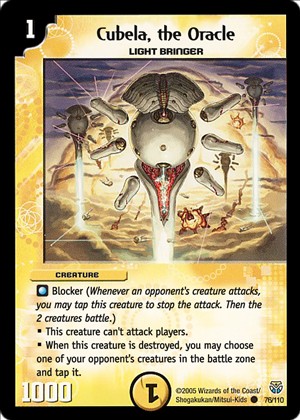 1
Cubela, the Oracle
LIGHT BRINGER
CREATURE
Blocker (Whenever an opponent's creature attacks,
you may tap this creature to stop the attack. Then the
2 creatures battle.)
▪ This creature can't attack players.
▪ When this creature is destroyed, you may choose
one of your opponent's creatures in the battle zone
and tap it.
1000
1
©2005 Wizards of the Coast/
Shogakukan/Mitsui-Kids ● 76/110